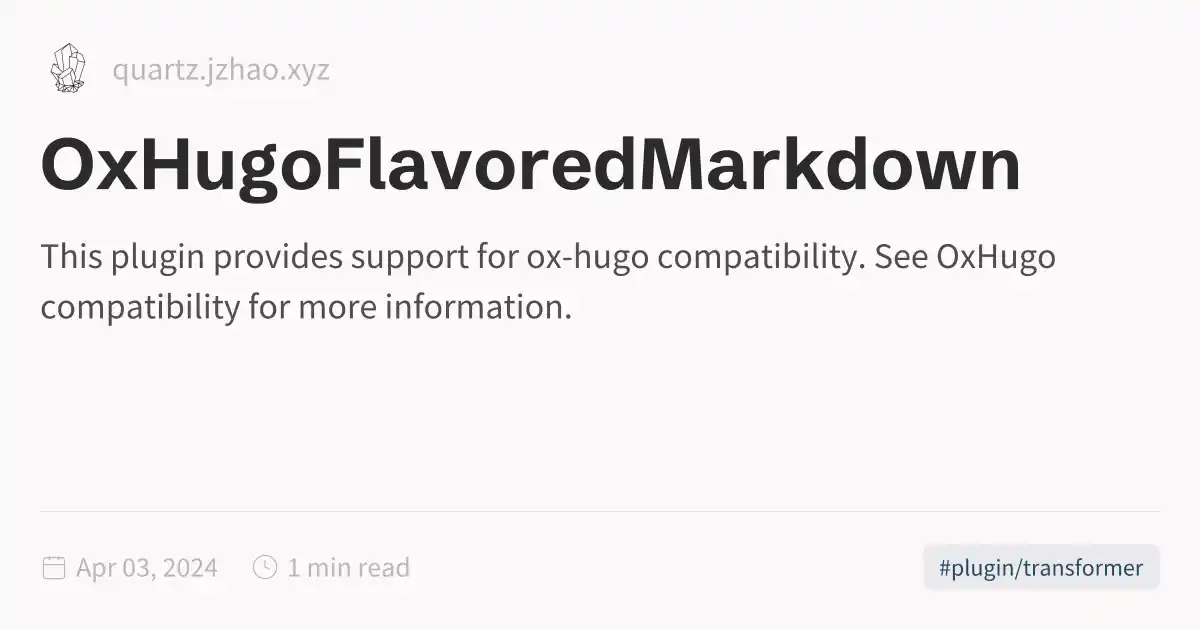 quartz.jzhao.xyz
OxHugoFlavoredMarkdown
This plugin provides support for ox-hugo compatibility. See OxHugo
compatibility for more information.
Apr 03, 2024 1 min read #plugin/transformer